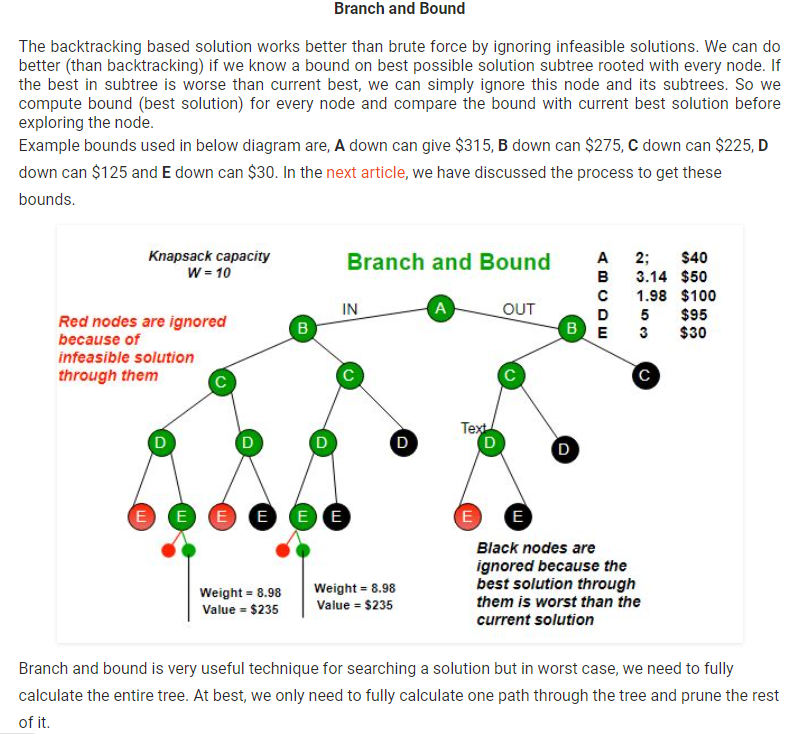 Branch and Bound
The backtracking based solution works better than brute force by ignoring infeasible solutions. We can do
better (than backtracking) if we know a bound on best possible solution subtree rooted with every node. If
the best in subtree is worse than current best, we can simply ignore this node and its subtrees. So we
compute bound (best solution) for every node and compare the bound with current best solution before
exploring the node.
Example bounds used in below diagram are, A down can give $315, B down can $275, C down can $225, D
down can $125 and E down can $30. In the next article, we have discussed the process to get these
bounds.
Knapsack capacity
W = 10
Branch and Bound
A 2; $40
B 3.14 $50
C 1.98 $100
D 5 $95
E 3 $30
Red nodes are ignored
because of
infeasible solution
through them
IN
A
OUT
B
B
C
C
C
C
Text
D
D
D
D
D
D
E
E
E
E
E
E
E
E
Weight = 8.98
Value = $235
Weight = 8.98
Value = $235
Black nodes are
ignored because the
best solution through
them is worst than the
current solution
Branch and bound is very useful technique for searching a solution but in worst case, we need to fully
calculate the entire tree. At best, we only need to fully calculate one path through the tree and prune the rest
of it.